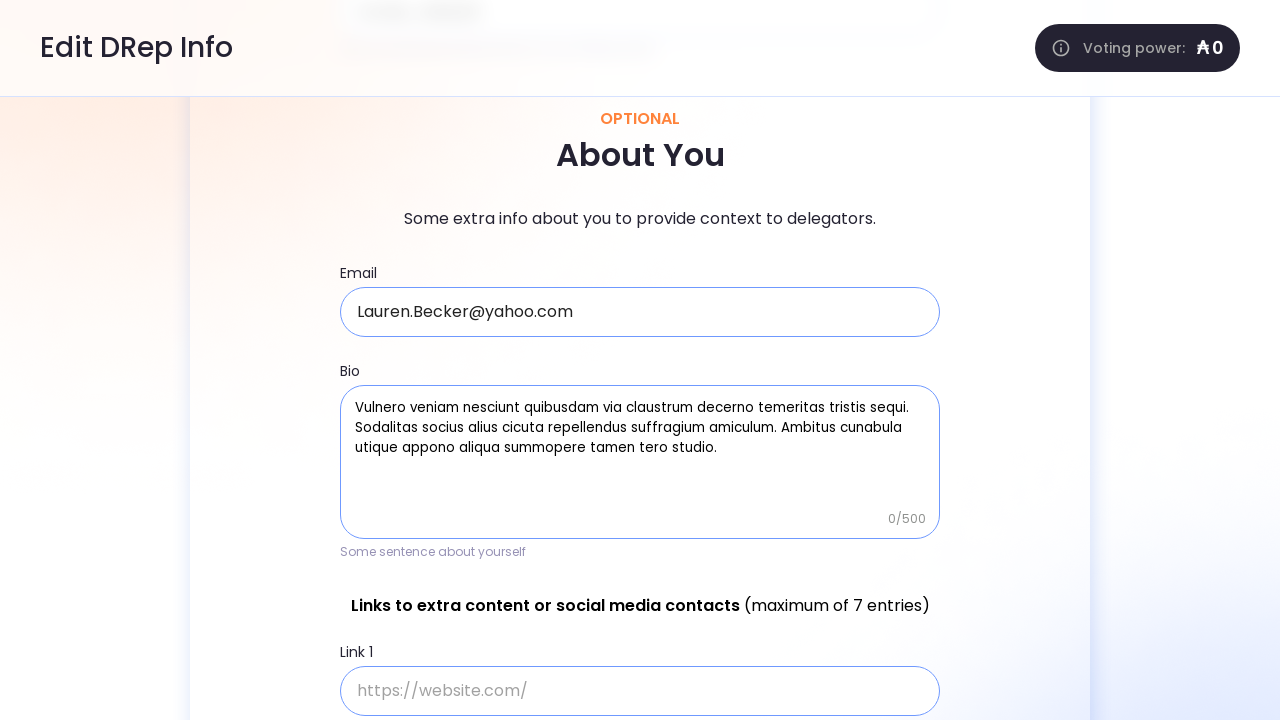 Edit DRep Info
Voting power: ₳ 0
OPTIONAL
About You
Some extra info about you to provide context to delegators.
Email
Lauren.Becker@yahoo.com
Bio
Vulnero veniam nesciunt quibusdam via claustrum decerno temeritas tristis sequi.
Sodalitas socius alius cicuta repellendus suffragium amiculum. Ambitus cunabula
utique appono aliqua summopere tamen tero studio.
0/500
Some sentence about yourself
Links to extra content or social media contacts (maximum of 7 entries)
Link 1
https://website.com/